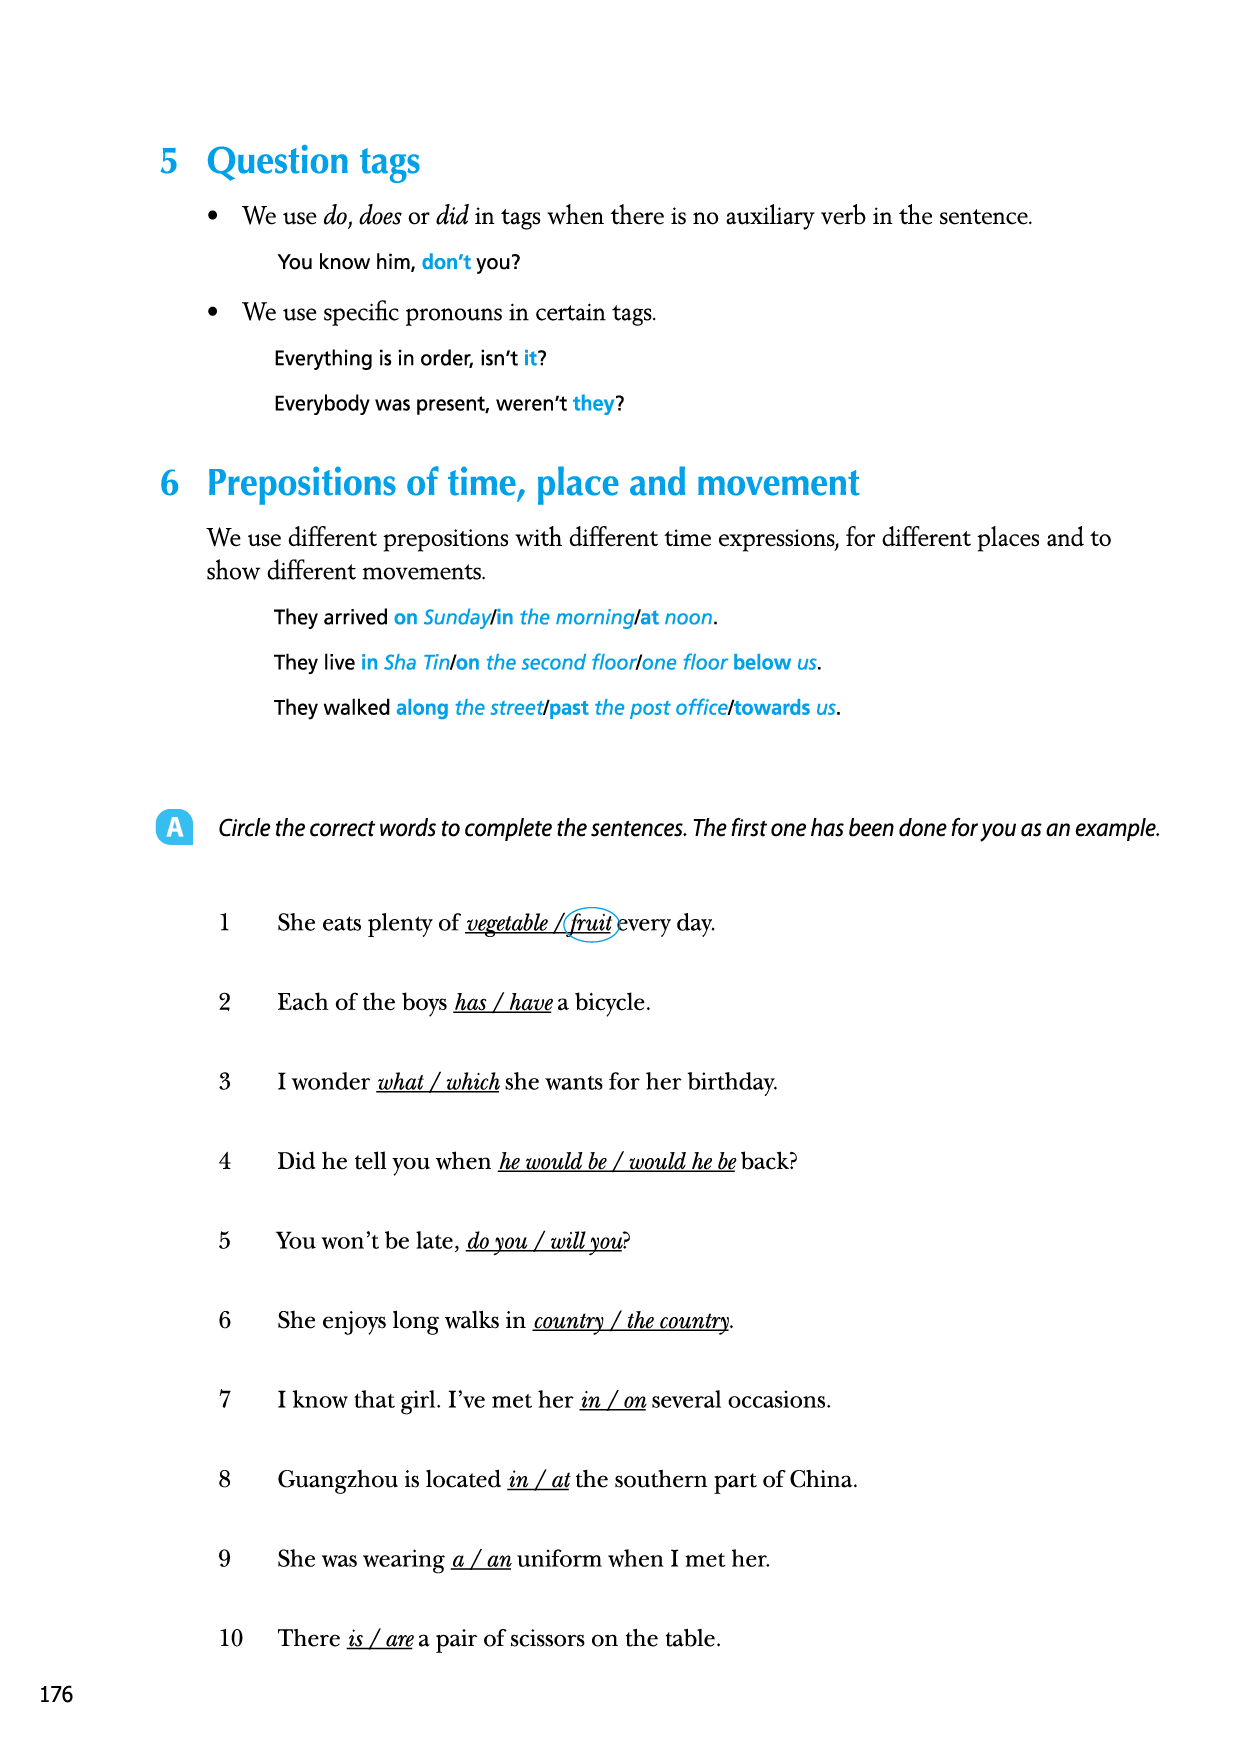 5 Question tags
• We use do, does or did in tags when there is no auxiliary verb in the sentence.
You know him, don’t you?
• We use specific pronouns in certain tags.
Everything is in order, isn’t it?
Everybody was present, weren’t they?
6 Prepositions of time, place and movement
We use different prepositions with different time expressions, for different places and to
show different movements.
They arrived on Sunday/in the morning/at noon.
They live in Sha Tin/on the second floor/one floor below us.
They walked along the street/past the post office/towards us.
A Circle the correct words to complete the sentences. The first one has been done for you as an example.
1 She eats plenty of vegetable / fruit every day.
2 Each of the boys has / have a bicycle.
3 I wonder what / which she wants for her birthday.
4 Did he tell you when he would be / would he be back?
5 You won’t be late, do you / will you?
6 She enjoys long walks in country / the country.
7 I know that girl. I’ve met her in / on several occasions.
8 Guangzhou is located in / at the southern part of China.
9 She was wearing a / an uniform when I met her.
10 There is / are a pair of scissors on the table.
176